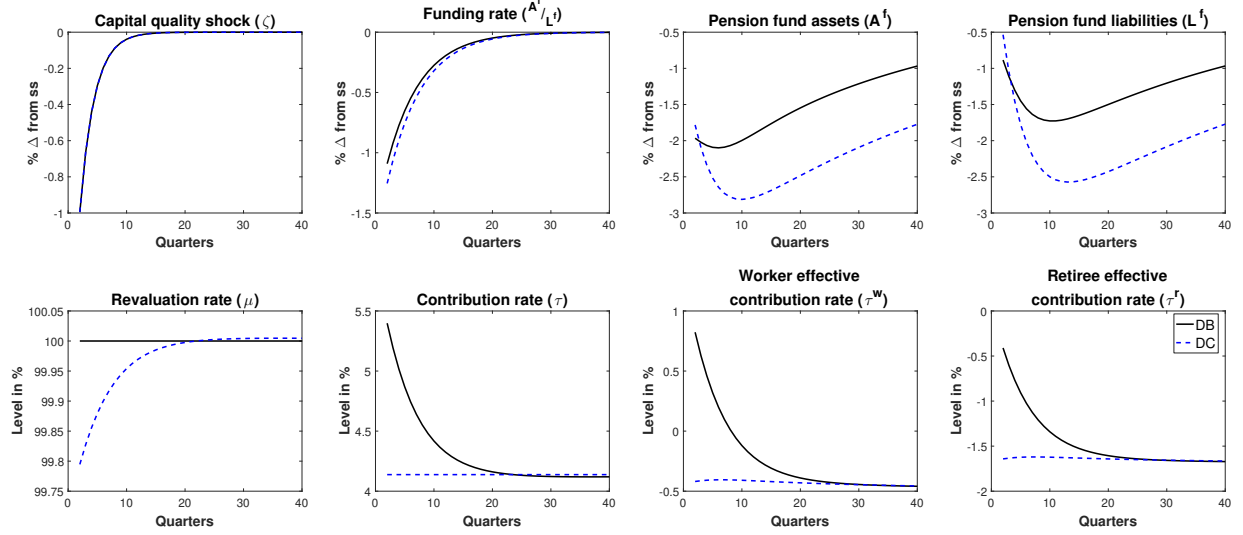 Capital quality shock (ζ)
% Δ from ss
0
-0.2
-0.4
-0.6
-0.8
-1
0 10 20 30 40
Quarters
Funding rate (A^f/L^f)
% Δ from ss
0
-0.5
-1
-1.5
0 10 20 30 40
Quarters
Pension fund assets (A^f)
% Δ from ss
-0.5
-1
-1.5
-2
-2.5
-3
0 10 20 30 40
Quarters
Pension fund liabilities (L^f)
% Δ from ss
-0.5
-1
-1.5
-2
-2.5
-3
0 10 20 30 40
Quarters
Revaluation rate (μ)
Level in %
100.05
100
99.95
99.9
99.85
99.8
99.75
0 10 20 30 40
Quarters
Contribution rate (τ)
Level in %
5.5
5
4.5
4
0 10 20 30 40
Quarters
Worker effective
contribution rate (τ^w)
Level in %
1
0.5
0
-0.5
0 10 20 30 40
Quarters
Retiree effective
contribution rate (τ^r)
Level in %
0
-0.5
-1
-1.5
-2
0 10 20 30 40
Quarters
DB
DC